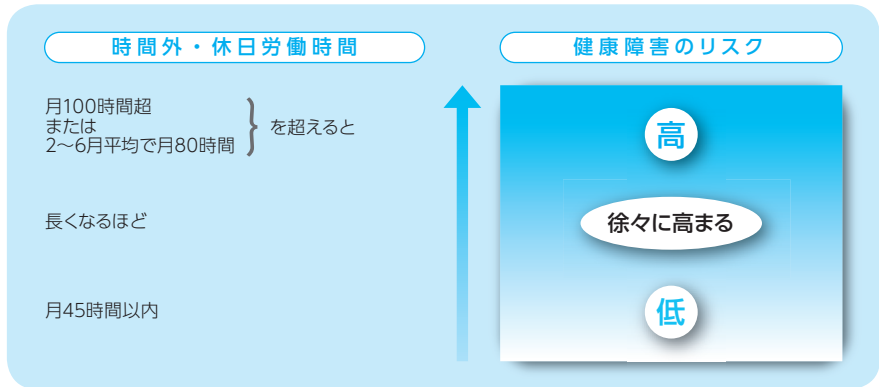 時間外・休日労働時間
健康障害のリスク
月100時間超
または
2〜6月平均で月80時間
を超えると
高
長くなるほど
徐々に高まる
月45時間以内
低